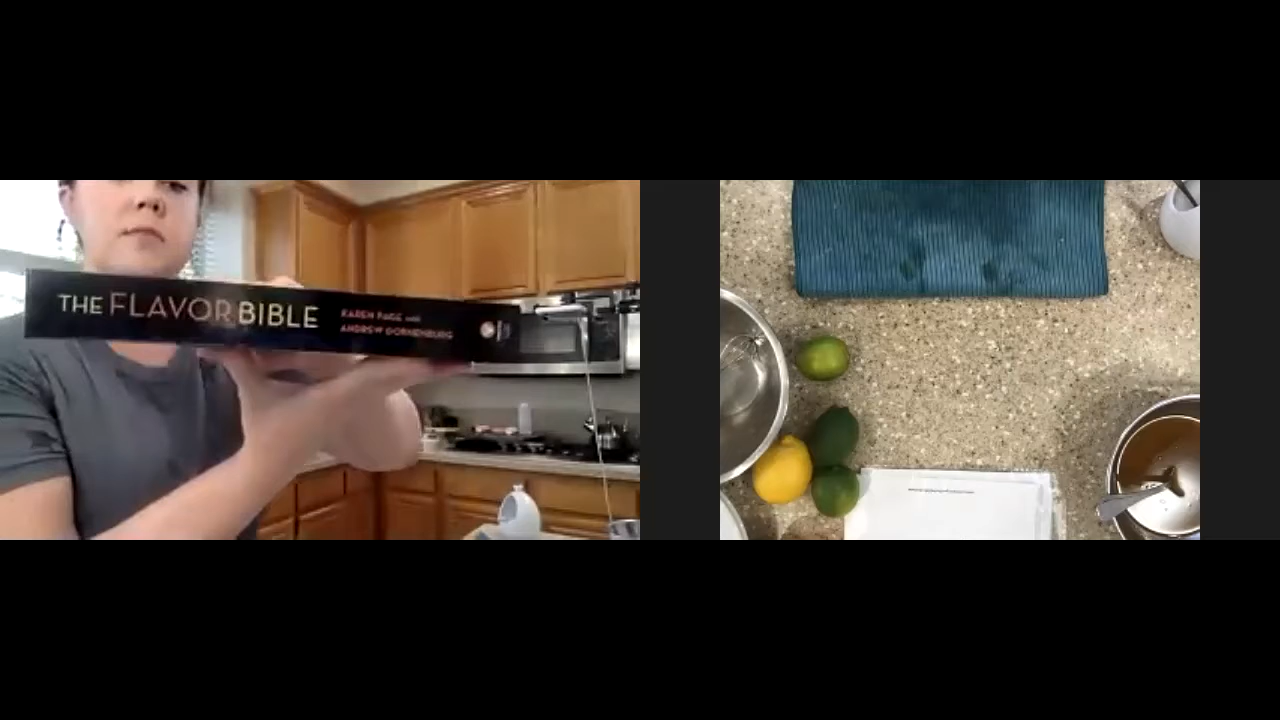 THE FLAVOR BIBLE
KAREN PAGE AND
ANDREW DORNENBURG